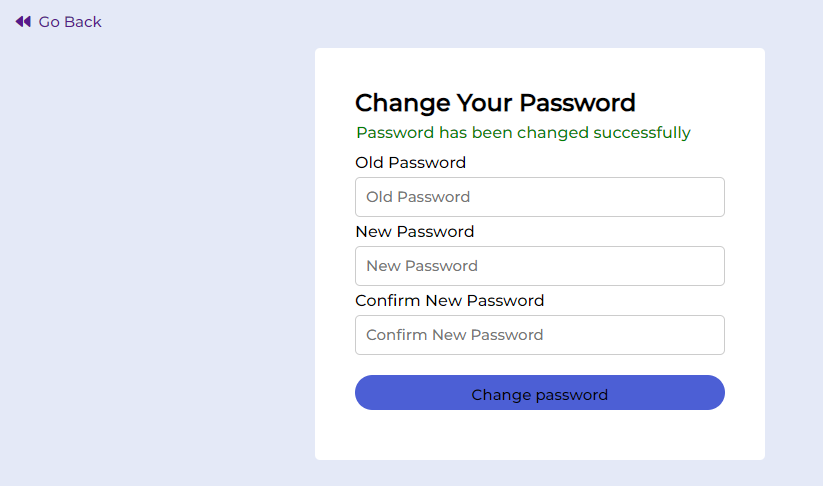 Go Back
Change Your Password
Password has been changed successfully
Old Password
Old Password
New Password
New Password
Confirm New Password
Confirm New Password
Change password